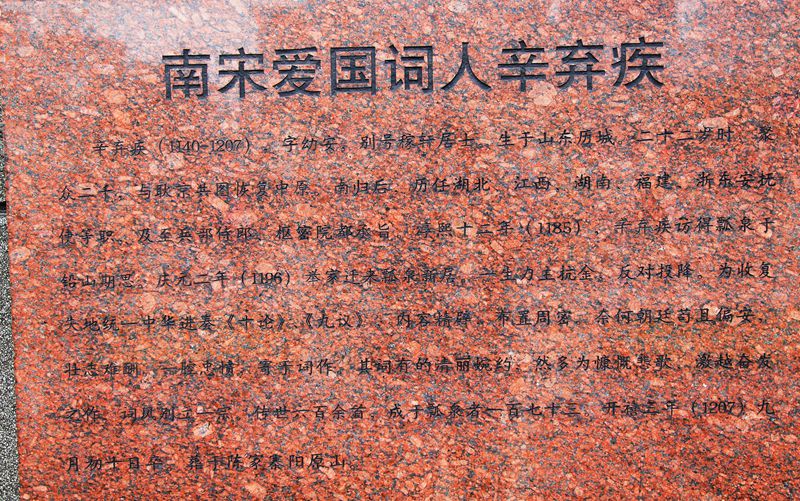 南宋爱国词人辛弃疾
辛弃疾（1140-1207），字幼安，别号稼轩居士，生于山东历城。二十二岁时，聚
众二千，与耿京共图恢复中原。南归后，历任湖北、江西、湖南、福建、浙东安抚
使等职，及至兵部侍郎、枢密院都承旨。淳熙十二年（1185），辛弃疾访得瓢泉于
铅山期思，庆元二年（1196）举家迁来瓢泉新居。一生力主抗金，反对投降，为收复
失地统一中华进奏《十论》、《九议》，内容精辟，布置周密。奈何朝廷苟且偏安，
壮志难酬，一腔忠愤，寄于词作。其词有的清丽婉约，然多为慷慨悲歌、激越奋发
之作，词风别立一宗，传世六百余首，成于瓢泉者一百七十三。开禧三年（1207）九
月初十日卒，葬于陈家寨阳原山。